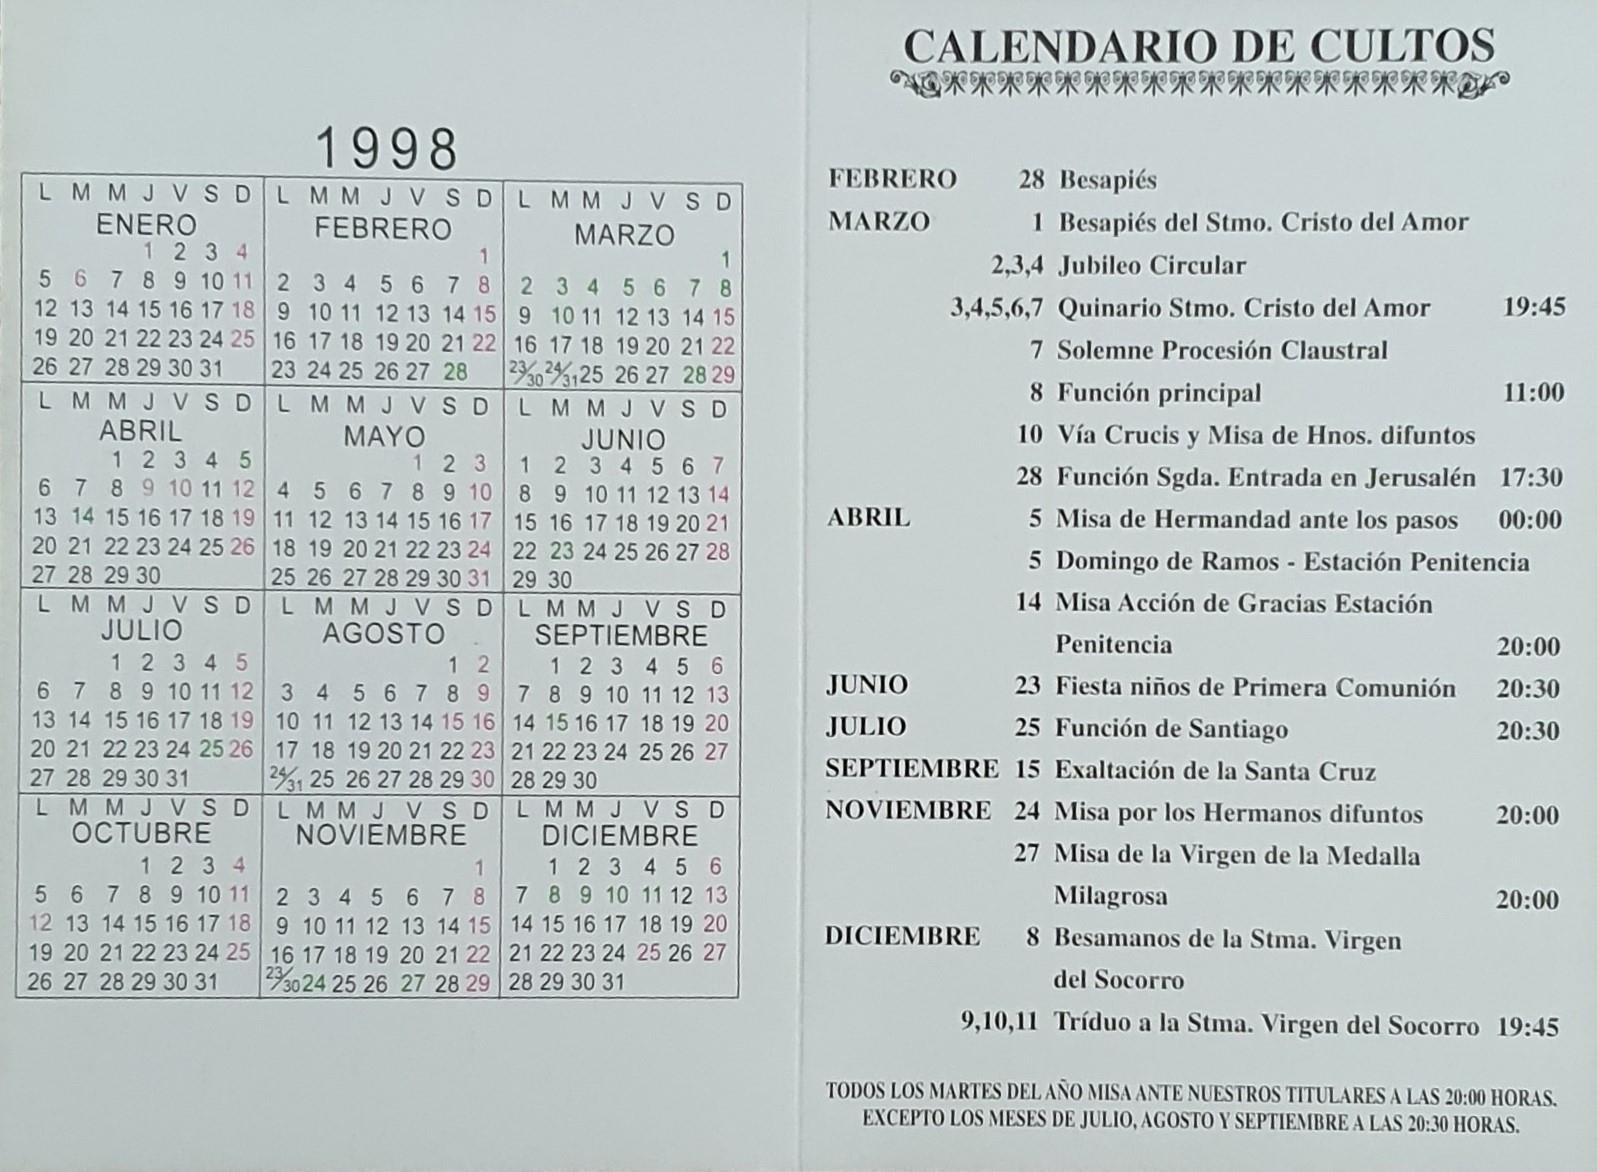 1998
L M M J V S D
ENERO
1 2 3 4
5 6 7 8 9 10 11
12 13 14 15 16 17 18
19 20 21 22 23 24 25
26 27 28 29 30 31
L M M J V S D
FEBRERO
1
2 3 4 5 6 7 8
9 10 11 12 13 14 15
16 17 18 19 20 21 22
23 24 25 26 27 28
L M M J V S D
MARZO
1
2 3 4 5 6 7 8
9 10 11 12 13 14 15
16 17 18 19 20 21 22
23/30 24/31 25 26 27 28 29
L M M J V S D
ABRIL
1 2 3 4 5
6 7 8 9 10 11 12
13 14 15 16 17 18 19
20 21 22 23 24 25 26
27 28 29 30
L M M J V S D
MAYO
1 2 3
4 5 6 7 8 9 10
11 12 13 14 15 16 17
18 19 20 21 22 23 24
25 26 27 28 29 30 31
L M M J V S D
JUNIO
1 2 3 4 5 6 7
8 9 10 11 12 13 14
15 16 17 18 19 20 21
22 23 24 25 26 27 28
29 30
L M M J V S D
JULIO
1 2 3 4 5
6 7 8 9 10 11 12
13 14 15 16 17 18 19
20 21 22 23 24 25 26
27 28 29 30 31
L M M J V S D
AGOSTO
1 2
3 4 5 6 7 8 9
10 11 12 13 14 15 16
17 18 19 20 21 22 23
24/31 25 26 27 28 29 30
L M M J V S D
SEPTIEMBRE
1 2 3 4 5 6
7 8 9 10 11 12 13
14 15 16 17 18 19 20
21 22 23 24 25 26 27
28 29 30
L M M J V S D
OCTUBRE
1 2 3 4
5 6 7 8 9 10 11
12 13 14 15 16 17 18
19 20 21 22 23 24 25
26 27 28 29 30 31
L M M J V S D
NOVIEMBRE
1
2 3 4 5 6 7 8
9 10 11 12 13 14 15
16 17 18 19 20 21 22
23/30 24 25 26 27 28 29
L M M J V S D
DICIEMBRE
1 2 3 4 5 6
7 8 9 10 11 12 13
14 15 16 17 18 19 20
21 22 23 24 25 26 27
28 29 30 31
CALENDARIO DE CULTOS
FEBRERO 28 Besapiés
MARZO 1 Besapiés del Stmo. Cristo del Amor
2,3,4 Jubileo Circular
3,4,5,6,7 Quinario Stmo. Cristo del Amor 19:45
7 Solemne Procesión Claustral
8 Función principal 11:00
10 Vía Crucis y Misa de Hnos. difuntos
28 Función Sgda. Entrada en Jerusalén 17:30
ABRIL 5 Misa de Hermandad ante los pasos 00:00
5 Domingo de Ramos - Estación Penitencia
14 Misa Acción de Gracias Estación
Penitencia 20:00
JUNIO 23 Fiesta niños de Primera Comunión 20:30
JULIO 25 Función de Santiago 20:30
SEPTIEMBRE 15 Exaltación de la Santa Cruz
NOVIEMBRE 24 Misa por los Hermanos difuntos 20:00
27 Misa de la Virgen de la Medalla
Milagrosa 20:00
DICIEMBRE 8 Besamanos de la Stma. Virgen
del Socorro
9,10,11 Tríduo a la Stma. Virgen del Socorro 19:45
TODOS LOS MARTES DEL AÑO MISA ANTE NUESTROS TITULARES A LAS 20:00 HORAS.
EXCEPTO LOS MESES DE JULIO, AGOSTO Y SEPTIEMBRE A LAS 20:30 HORAS.